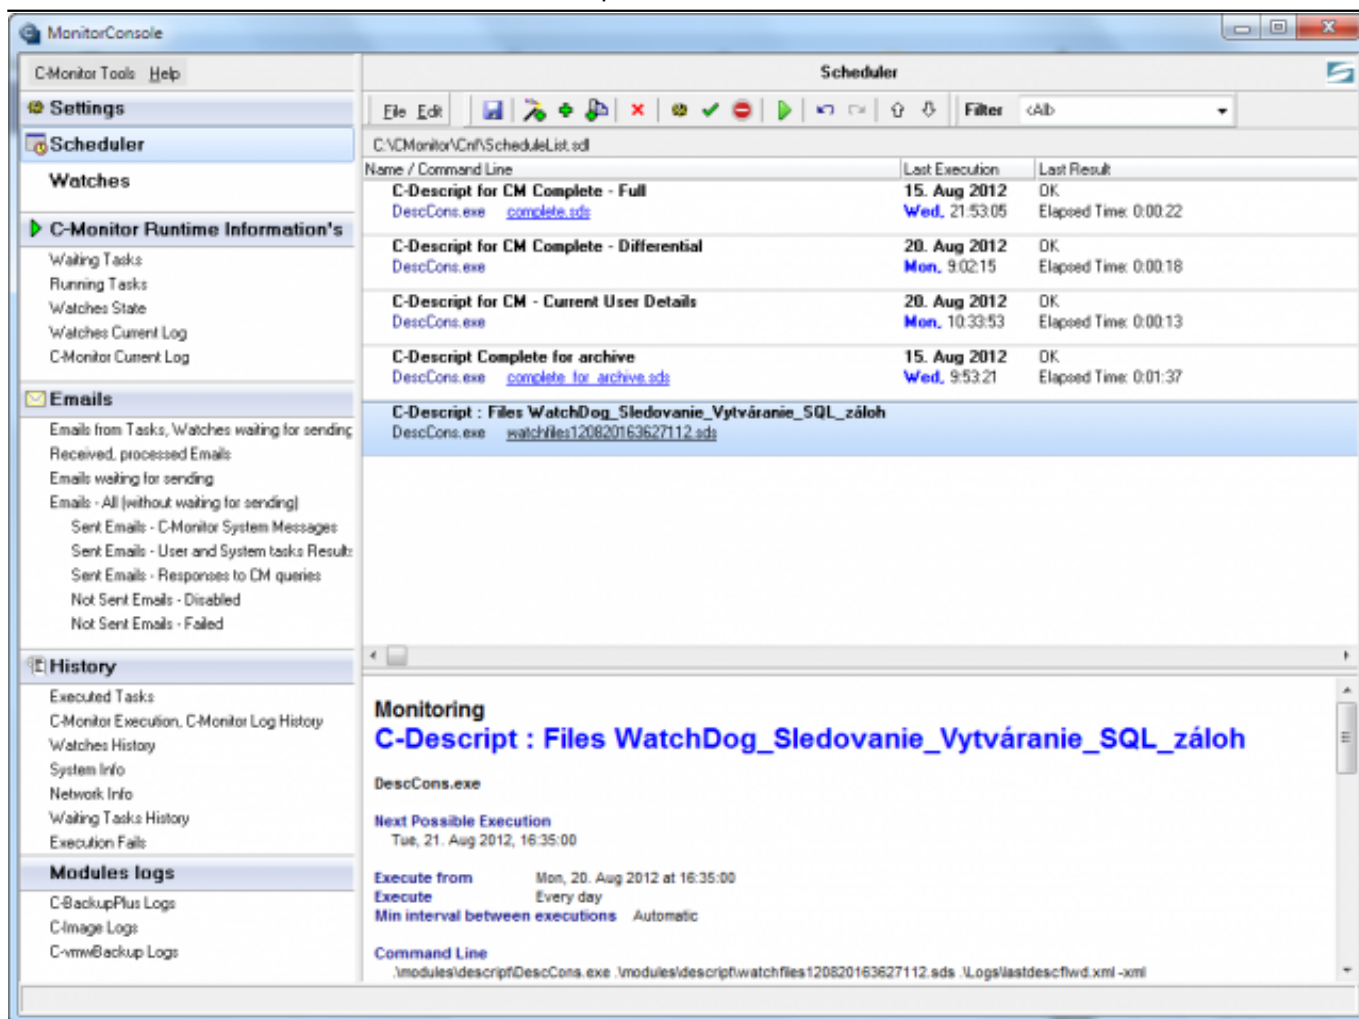 MonitorConsole
C-Monitor Tools Help
Settings
Scheduler
Watches
C-Monitor Runtime Information's
Waiting Tasks
Running Tasks
Watches State
Watches Current Log
C-Monitor Current Log
Emails
Emails from Tasks, Watches waiting for sending
Received, processed Emails
Emails waiting for sending
Emails - All (without waiting for sending)
Sent Emails - C-Monitor System Messages
Sent Emails - User and System tasks Results
Sent Emails - Responses to CM queries
Not Sent Emails - Disabled
Not Sent Emails - Failed
History
Executed Tasks
C-Monitor Execution, C-Monitor Log History
Watches History
System Info
Network Info
Waiting Tasks History
Execution Fails
Modules logs
C-BackupPlus Logs
C-Image Logs
C-vmwBackup Logs
Scheduler
File Edit Filter <All>
C:\CMonitor\Cnf\ScheduleList.sdl
Name / Command Line Last Execution Last Result
C-Descript for CM Complete - Full 15. Aug 2012 OK
DescCons.exe complete.sds Wed, 21:53:05 Elapsed Time: 0:00:22
C-Descript for CM Complete - Differential 20. Aug 2012 OK
DescCons.exe Mon, 9:02:15 Elapsed Time: 0:00:18
C-Descript for CM - Current User Details 20. Aug 2012 OK
DescCons.exe Mon, 10:33:53 Elapsed Time: 0:00:13
C-Descript Complete for archive 15. Aug 2012 OK
DescCons.exe complete_for_archive.sds Wed, 9:53:21 Elapsed Time: 0:01:37
C-Descript : Files WatchDog_Sledovanie_Vytváranie_SQL_záloh
DescCons.exe watchfiles120820163627112.sds
Monitoring
C-Descript : Files WatchDog_Sledovanie_Vytváranie_SQL_záloh
DescCons.exe
Next Possible Execution
Tue, 21. Aug 2012, 16:35:00
Execute from Mon, 20. Aug 2012 at 16:35:00
Execute Every day
Min interval between executions Automatic
Command Line
.\modules\descript\DescCons.exe .\modules\descript\watchfiles120820163627112.sds .\Logs\lastdescflwd.xml -xml